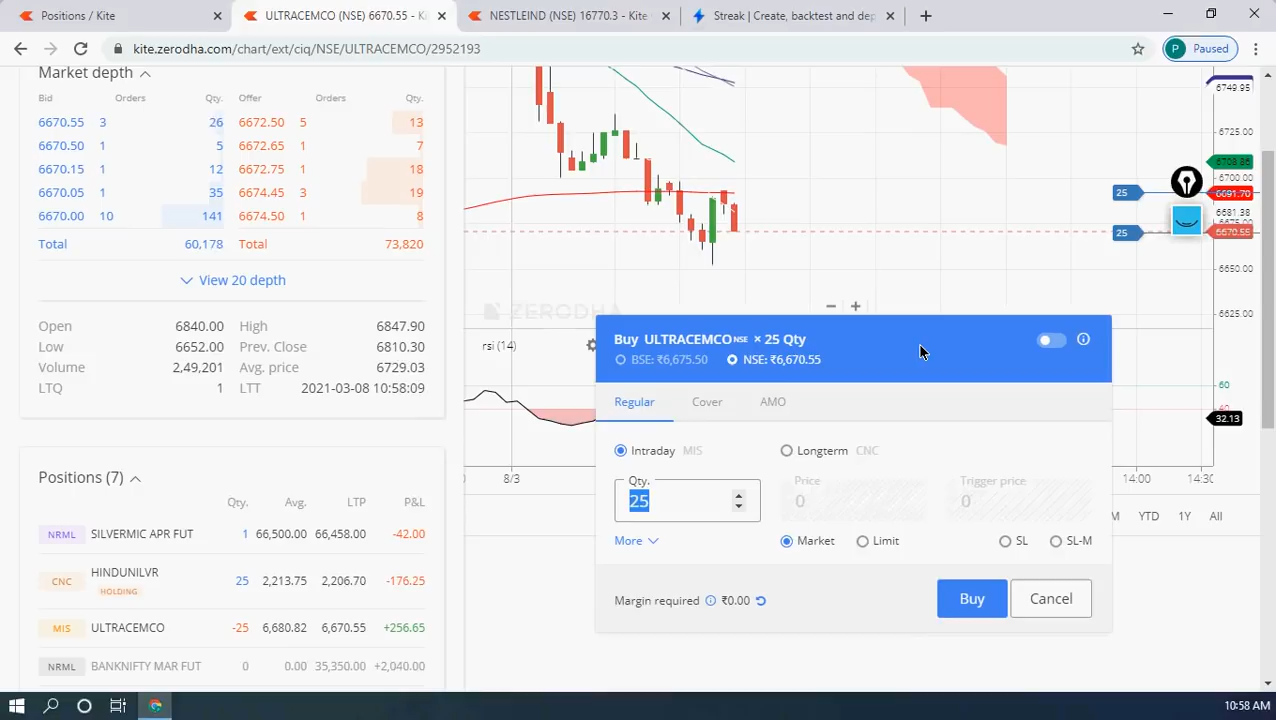 Positions / Kite
ULTRACEMCO (NSE) 6670.55 - K
NESTLEIND (NSE) 16770.3 - Kite
Streak | Create, backtest and dep
kite.zerodha.com/chart/ext/ciq/NSE/ULTRACEMCO/2952193
P Paused
Market depth
Bid Orders Qty. Offer Orders Qty.
6670.55 3 26 6672.50 5 13
6670.50 1 5 6672.65 1 7
6670.15 1 12 6672.75 1 18
6670.05 1 35 6674.45 3 19
6670.00 10 141 6674.50 1 8
Total 60,178 Total 73,820
View 20 depth
Open 6840.00 High 6847.90
Low 6652.00 Prev. Close 6810.30
Volume 2,49,201 Avg. price 6729.03
LTQ 1 LTT 2021-03-08 10:58:09
Positions (7)
Qty. Avg. LTP P&L
NRML SILVERMIC APR FUT 1 66,500.00 66,458.00 -42.00
CNC HINDUNILVR 25 2,213.75 2,206.70 -176.25
HOLDING
MIS ULTRACEMCO -25 6,680.82 6,670.55 +256.65
NRML BANKNIFTY MAR FUT 0 0.00 35,350.00 +2,040.00
6749.95
6725.00
6708.86
6700.00
25 6691.70
6681.38
6675.00
25 6670.55
6650.00
6625.00
ZERODHA
rsi (14)
60
40
32.13
8/3
14:00 14:30
YTD 1Y All
Buy ULTRACEMCO NSE × 25 Qty
BSE: ₹6,675.50 NSE: ₹6,670.55
Regular Cover AMO
Intraday MIS Longterm CNC
Qty. Price Trigger price
25 0 0
More Market Limit SL SL-M
Margin required ₹0.00
Buy Cancel
10:58 AM